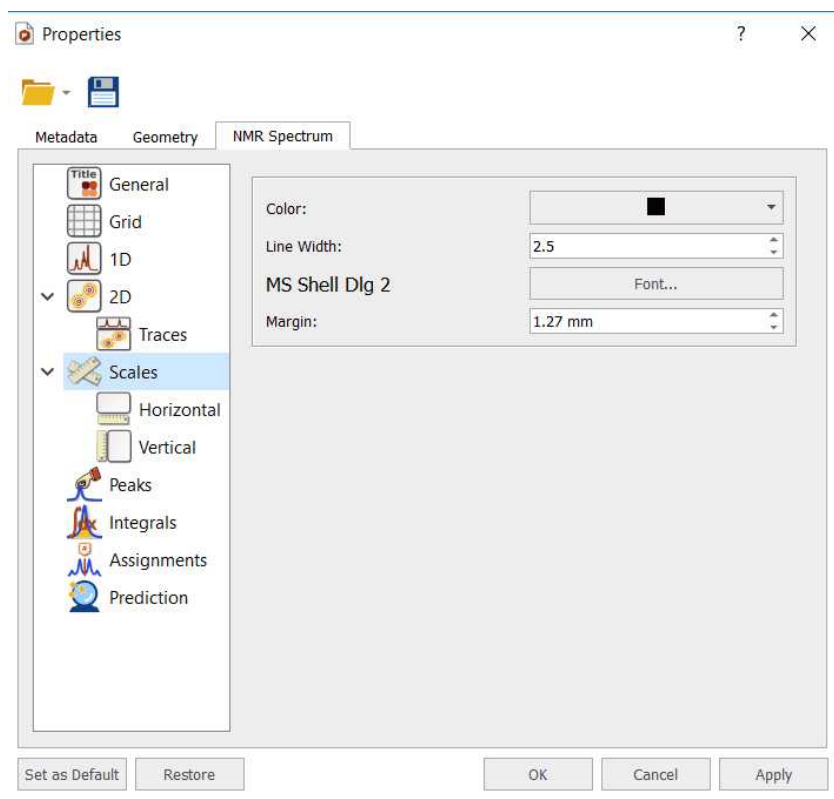 Properties
?
Metadata Geometry NMR Spectrum
Title
General
Grid
1D
2D
Traces
Scales
Horizontal
Vertical
Peaks
Integrals
Assignments
Prediction
Color:
Line Width: 2.5
MS Shell Dlg 2 Font...
Margin: 1.27 mm
Set as Default Restore OK Cancel Apply